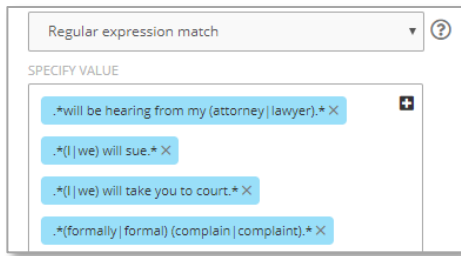 Regular expression match
SPECIFY VALUE
.*will be hearing from my (attorney|lawyer).*
.*(I|we) will sue.*
.*(I|we) will take you to court.*
.*(formally|formal) (complain|complaint).*